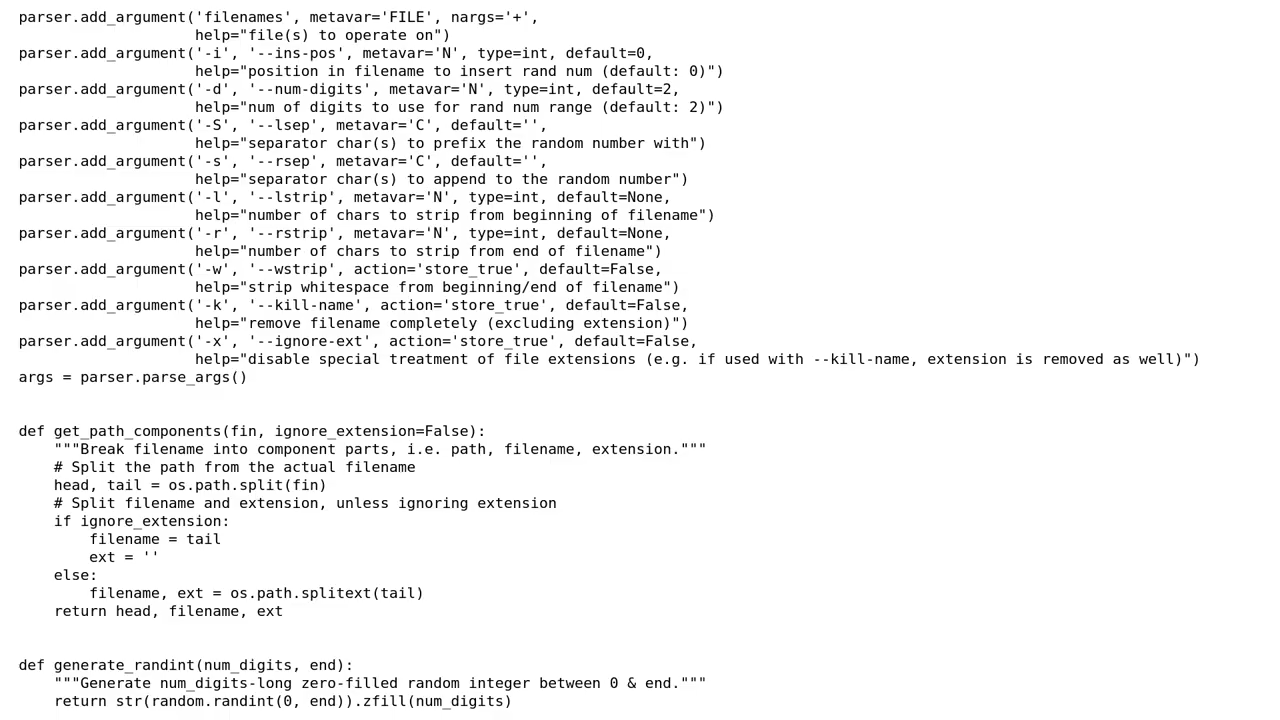 parser.add_argument('filenames', metavar='FILE', nargs='+',
                    help="file(s) to operate on")
parser.add_argument('-i', '--ins-pos', metavar='N', type=int, default=0,
                    help="position in filename to insert rand num (default: 0)")
parser.add_argument('-d', '--num-digits', metavar='N', type=int, default=2,
                    help="num of digits to use for rand num range (default: 2)")
parser.add_argument('-S', '--lsep', metavar='C', default='',
                    help="separator char(s) to prefix the random number with")
parser.add_argument('-s', '--rsep', metavar='C', default='',
                    help="separator char(s) to append to the random number")
parser.add_argument('-l', '--lstrip', metavar='N', type=int, default=None,
                    help="number of chars to strip from beginning of filename")
parser.add_argument('-r', '--rstrip', metavar='N', type=int, default=None,
                    help="number of chars to strip from end of filename")
parser.add_argument('-w', '--wstrip', action='store_true', default=False,
                    help="strip whitespace from beginning/end of filename")
parser.add_argument('-k', '--kill-name', action='store_true', default=False,
                    help="remove filename completely (excluding extension)")
parser.add_argument('-x', '--ignore-ext', action='store_true', default=False,
                    help="disable special treatment of file extensions (e.g. if used with --kill-name, extension is removed as well)")
args = parser.parse_args()


def get_path_components(fin, ignore_extension=False):
    """Break filename into component parts, i.e. path, filename, extension."""
    # Split the path from the actual filename
    head, tail = os.path.split(fin)
    # Split filename and extension, unless ignoring extension
    if ignore_extension:
        filename = tail
        ext = ''
    else:
        filename, ext = os.path.splitext(tail)
    return head, filename, ext


def generate_randint(num_digits, end):
    """Generate num_digits-long zero-filled random integer between 0 & end."""
    return str(random.randint(0, end)).zfill(num_digits)